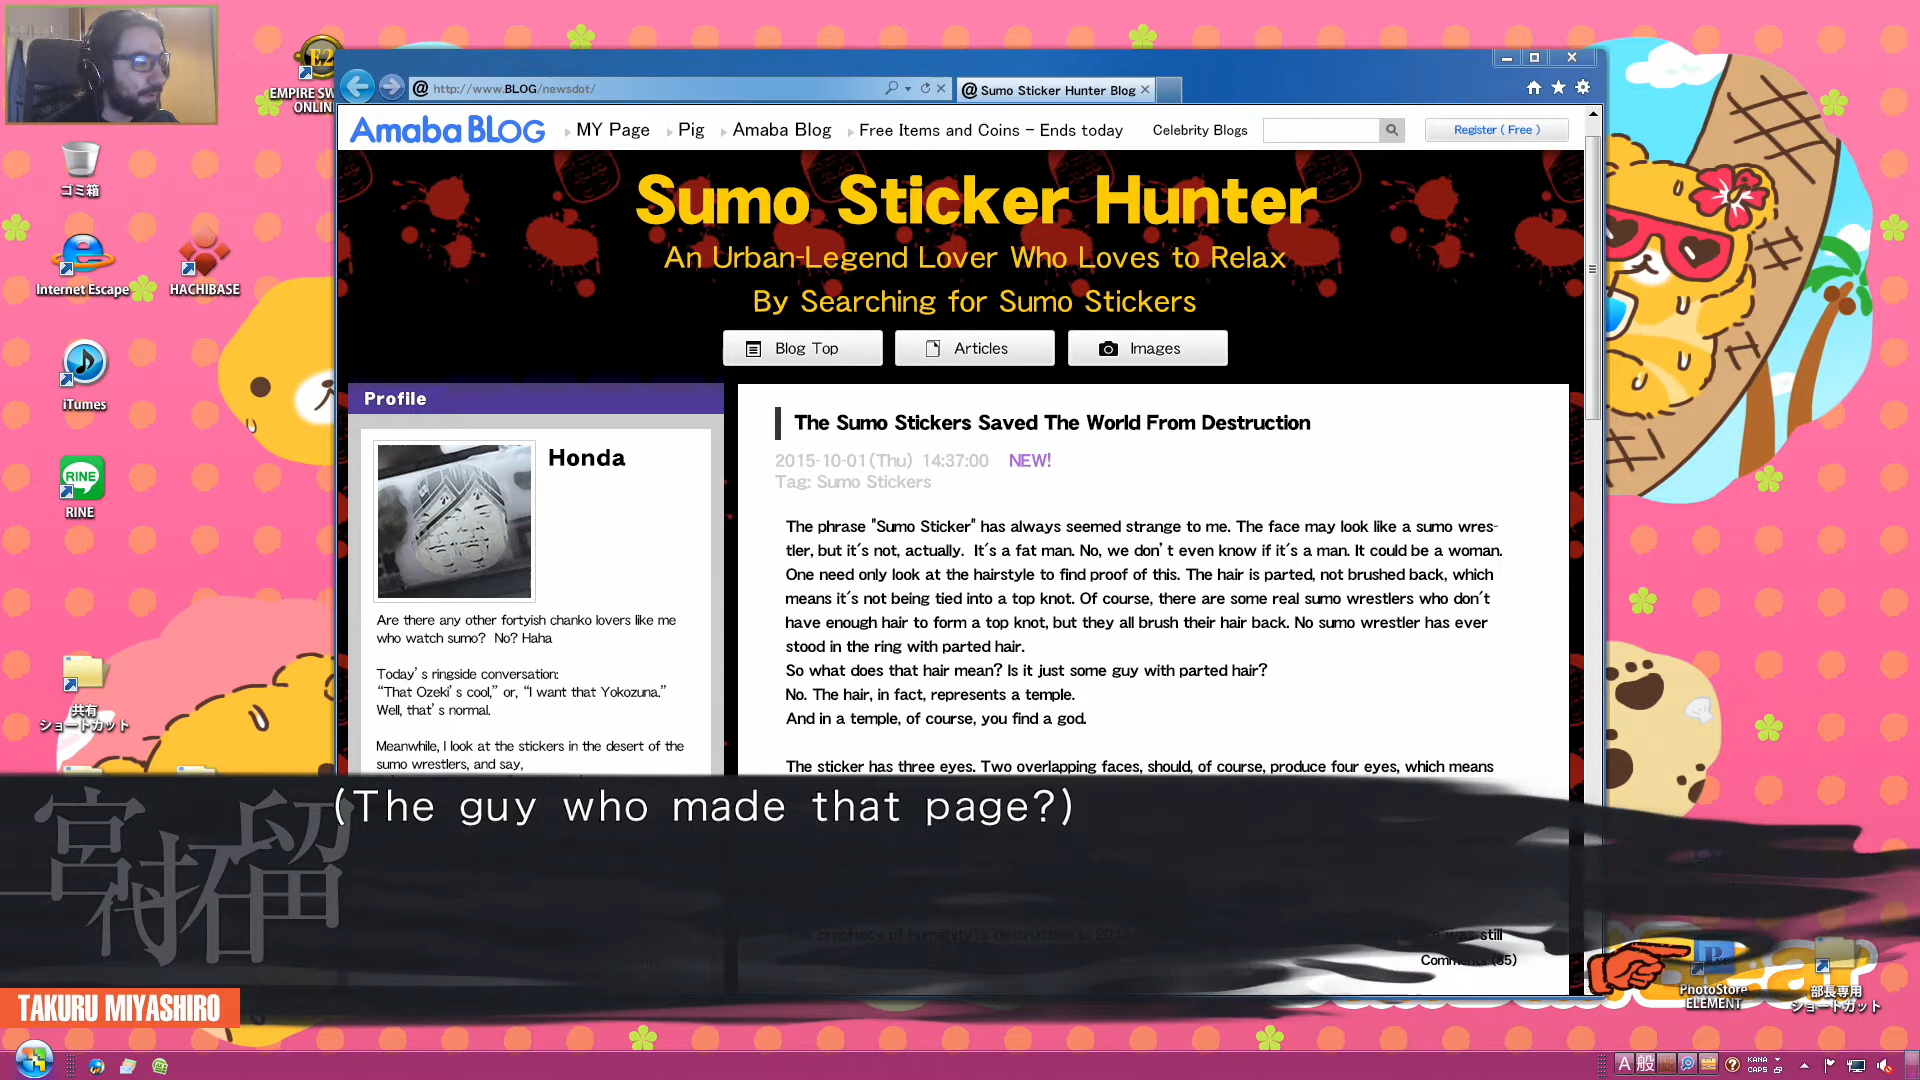 EMPIRE SW
ONLIN
ゴミ箱
Internet Escape
HACHIBASE
iTumes
RINE
RINE
共有
ショートカット
http://www.BLOG/newsdot/
Sumo Sticker Hunter Blog
Amaba BLOG
MY Page
Pig
Amaba Blog
Free Items and Coins - Ends today
Celebrity Blogs
Register ( Free )
Sumo Sticker Hunter
An Urban-Legend Lover Who Loves to Relax
By Searching for Sumo Stickers
Blog Top
Articles
Images
Profile
Honda
Are there any other fortyish chanko lovers like me
who watch sumo? No? Haha
Today's ringside conversation:
"That Ozeki's cool," or, "I want that Yokozuna."
Well, that's normal.
Meanwhile, I look at the stickers in the desert of the
sumo wrestlers, and say,
The Sumo Stickers Saved The World From Destruction
2015-10-01(Thu) 14:37:00 NEW!
Tag: Sumo Stickers
The phrase "Sumo Sticker" has always seemed strange to me. The face may look like a sumo wres-
tler, but it's not, actually. It's a fat man. No, we don't even know if it's a man. It could be a woman.
One need only look at the hairstyle to find proof of this. The hair is parted, not brushed back, which
means it's not being tied into a top knot. Of course, there are some real sumo wrestlers who don't
have enough hair to form a top knot, but they all brush their hair back. No sumo wrestler has ever
stood in the ring with parted hair.
So what does that hair mean? Is it just some guy with parted hair?
No. The hair, in fact, represents a temple.
And in a temple, of course, you find a god.
The sticker has three eyes. Two overlapping faces, should, of course, produce four eyes, which means
(The guy who made that page?)
was still
Comments (35)
宮代拓留
TAKURU MIYASHIRO
PhotoStore
ELEMENT
部長専用
ショートカット
A 般
KANA
CAPS